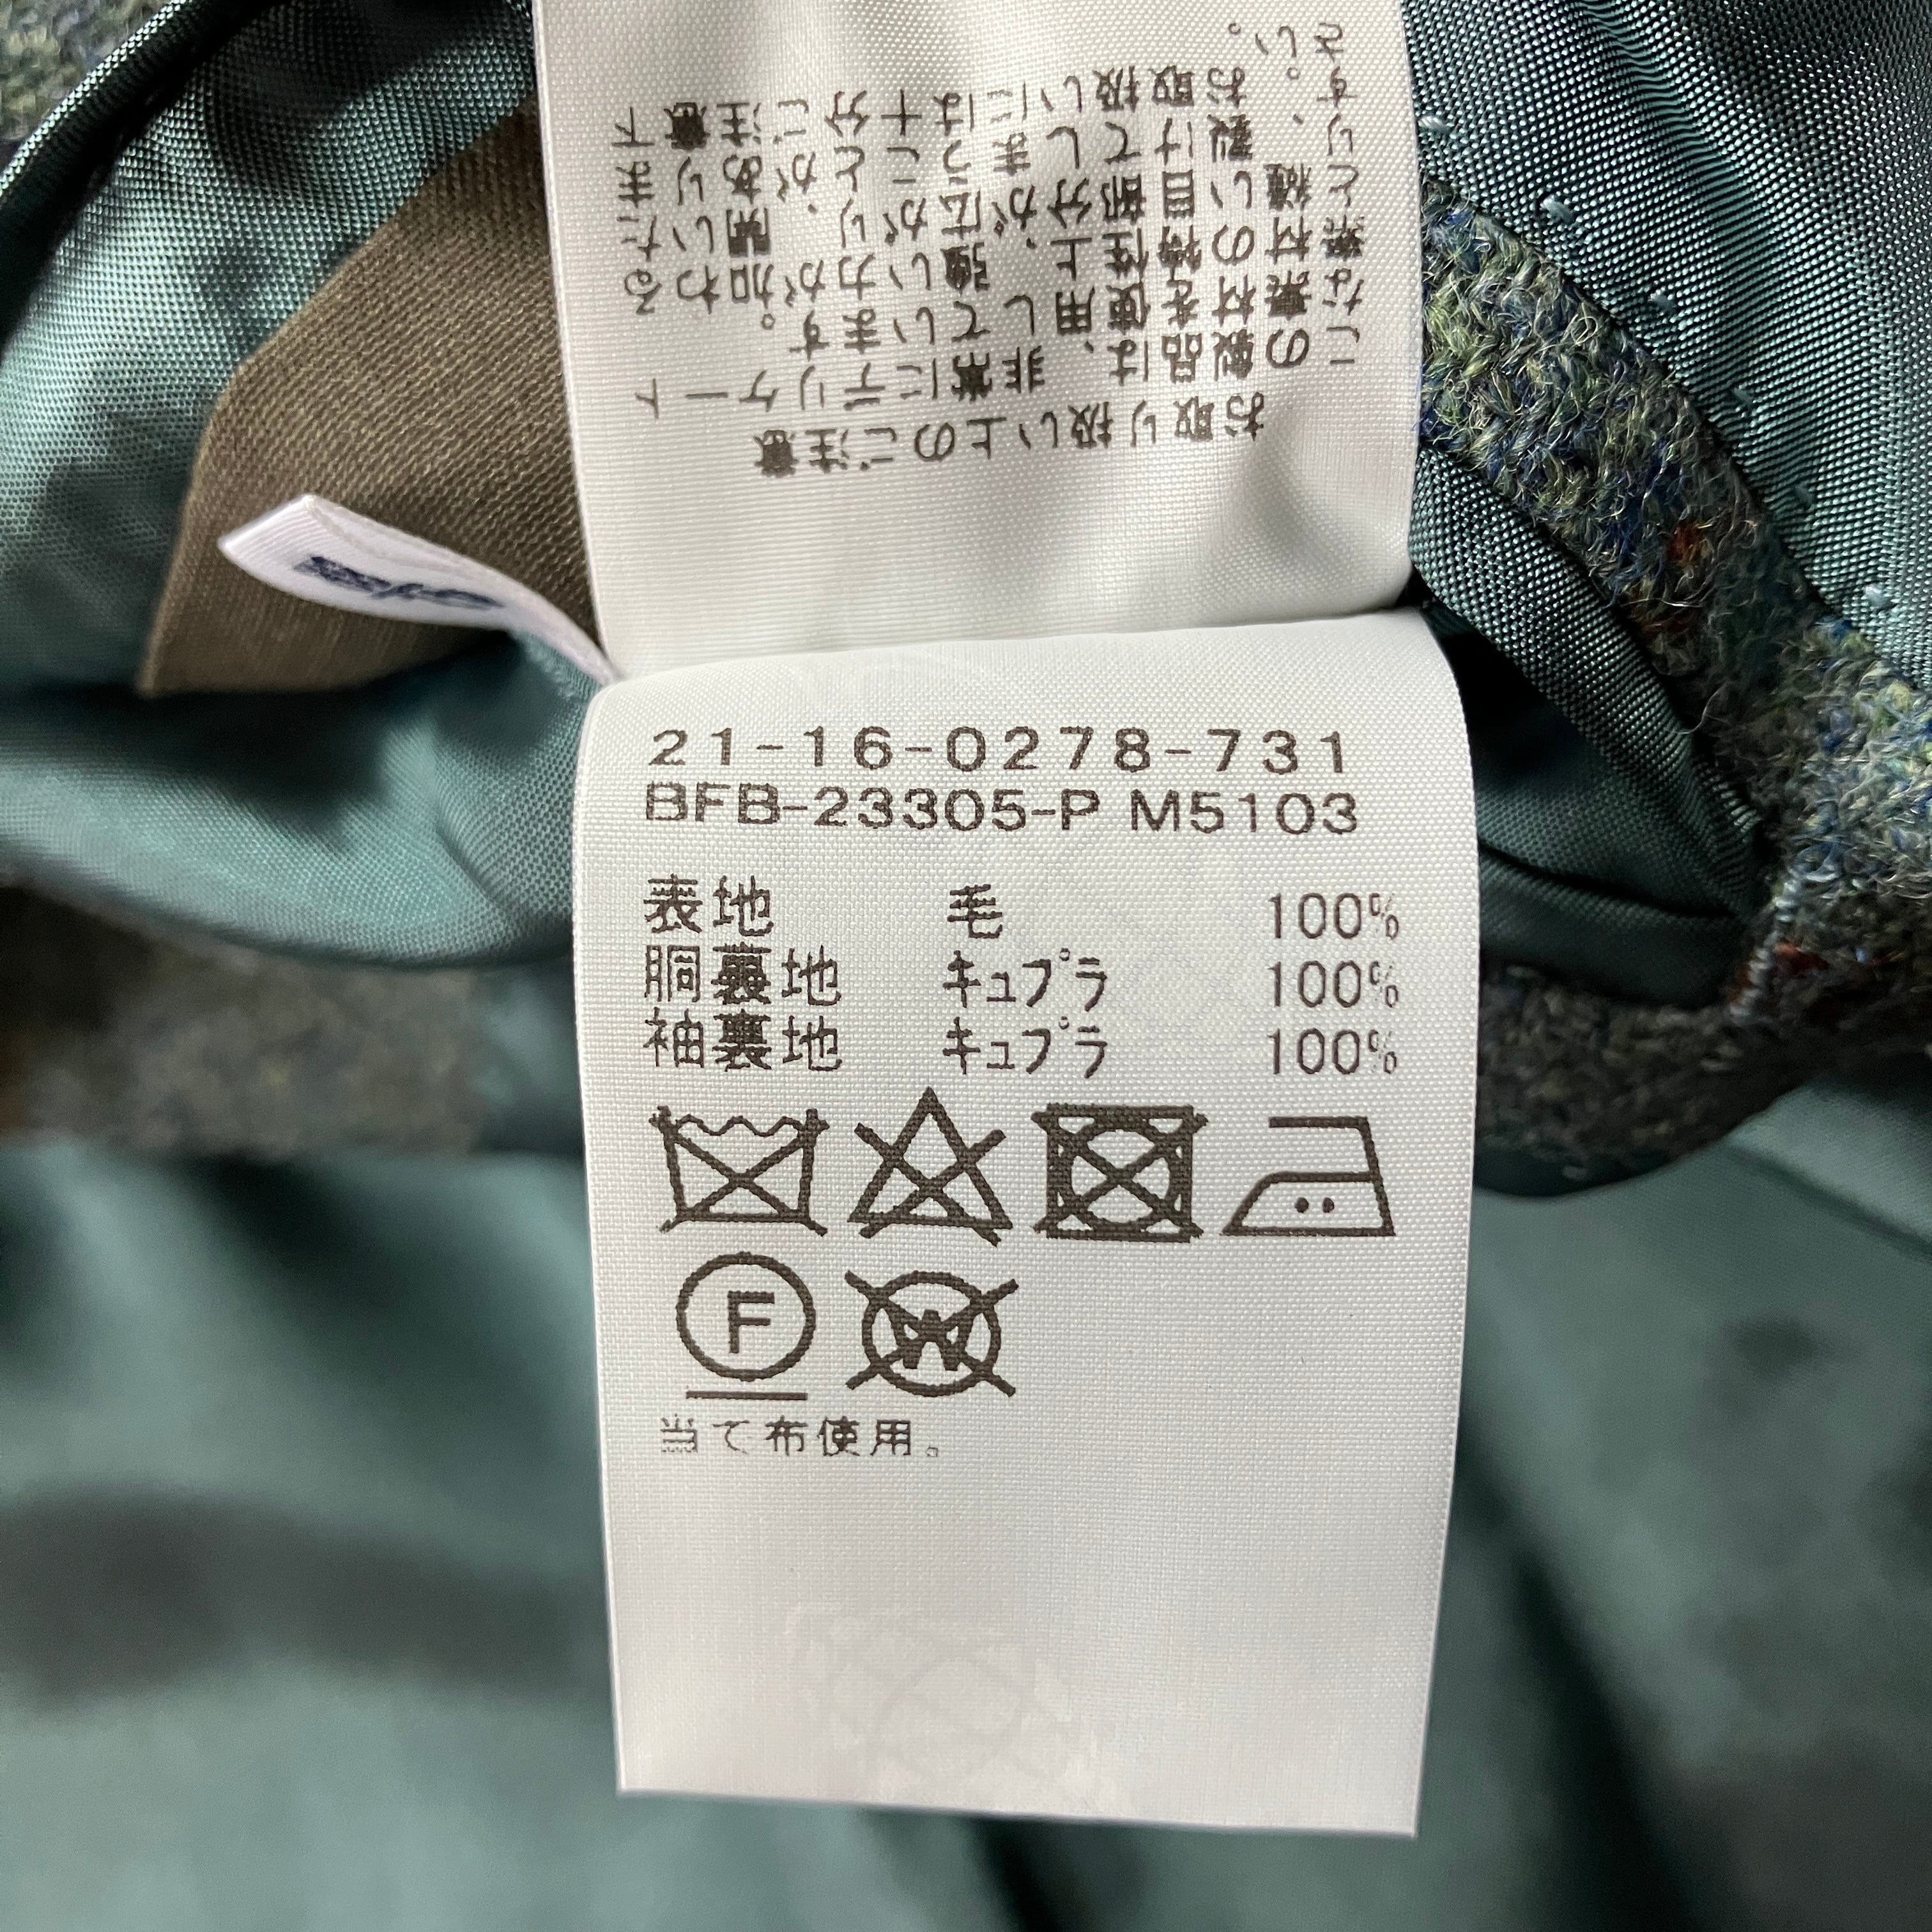 お取り扱い上のご注意
この製品は、非常にデリケート
な素材を使用しています。
素材の特性上、強い力が加わる
と縫い目部分が広がり、開いた
り、裂けてしまうことがありま
す。お取扱いには十分ご注意下
さい。
21-16-0278-731
BFB-23305-P M5103
表地 毛 100%
胴裏地 キュプラ 100%
袖裏地 キュプラ 100%
F W
当て布使用。